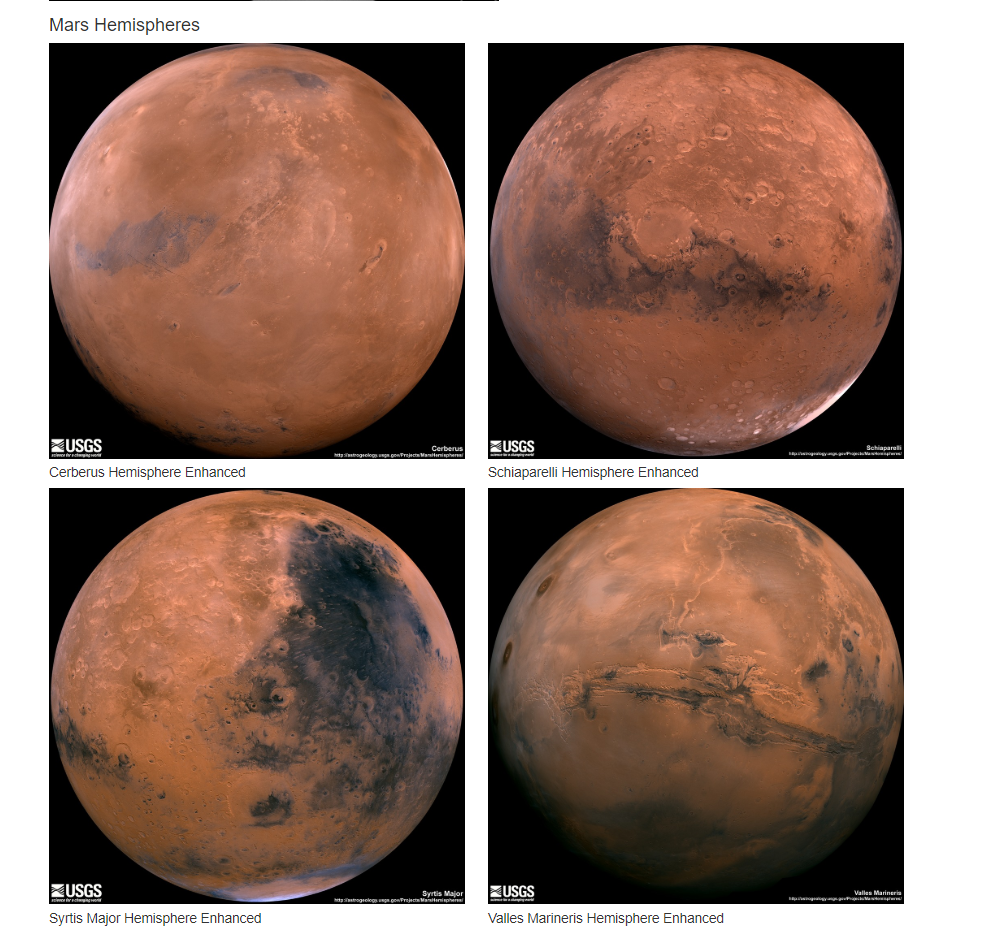 Mars Hemispheres
USGS
science for a changing world
Cerberus
http://astrogeology.usgs.gov/Projects/MarsHemispheres/
Cerberus Hemisphere Enhanced
USGS
science for a changing world
Schiaparelli
http://astrogeology.usgs.gov/Projects/MarsHemispheres/
Schiaparelli Hemisphere Enhanced
USGS
science for a changing world
Syrtis Major
http://astrogeology.usgs.gov/Projects/MarsHemispheres/
Syrtis Major Hemisphere Enhanced
USGS
science for a changing world
Valles Marineris
http://astrogeology.usgs.gov/Projects/MarsHemispheres/
Valles Marineris Hemisphere Enhanced